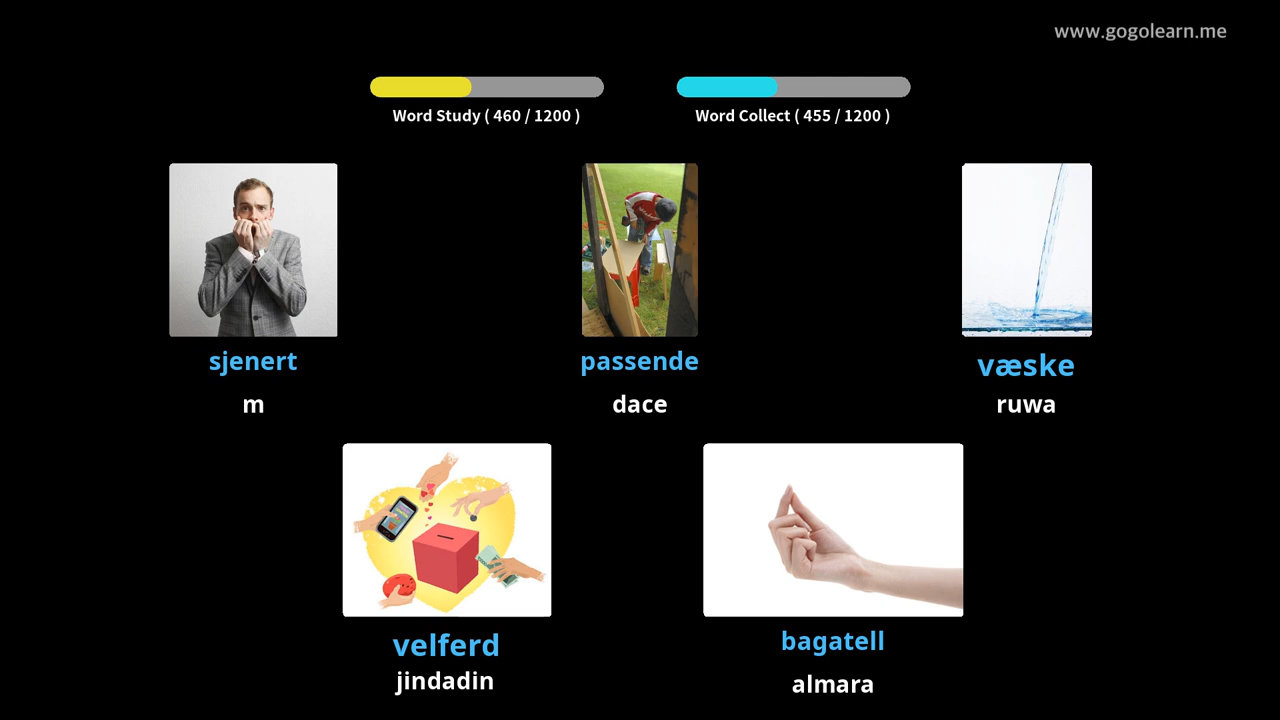 www.gogolearn.me
Word Study ( 460 / 1200 )
Word Collect ( 455 / 1200 )
sjenert
m
passende
dace
væske
ruwa
velferd
jindadin
bagatell
almara